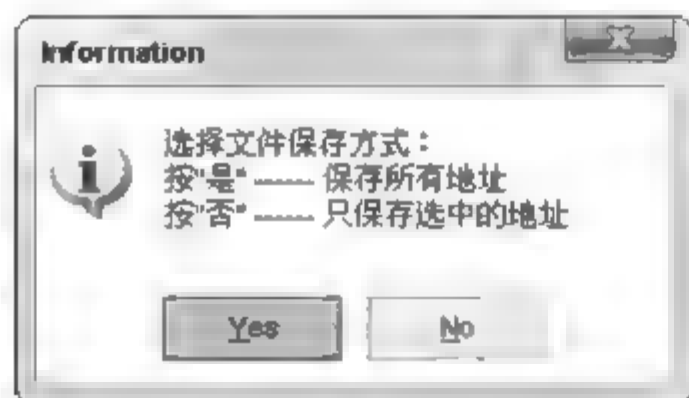 Information
选择文件保存方式：
按"是"—— 保存所有地址
按"否"—— 只保存选中的地址
Yes No